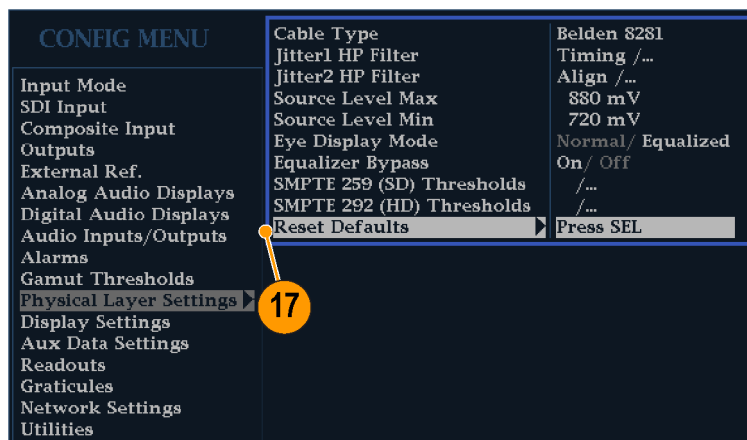 CONFIG MENU
Input Mode
SDI Input
Composite Input
Outputs
External Ref.
Analog Audio Displays
Digital Audio Displays
Audio Inputs/Outputs
Alarms
Gamut Thresholds
Physical Layer Settings
Display Settings
Aux Data Settings
Readouts
Graticules
Network Settings
Utilities
Cable Type Belden 8281
Jitter1 HP Filter Timing /...
Jitter2 HP Filter Align /...
Source Level Max 880 mV
Source Level Min 720 mV
Eye Display Mode Normal/ Equalized
Equalizer Bypass On/ Off
SMPTE 259 (SD) Thresholds /...
SMPTE 292 (HD) Thresholds /...
Reset Defaults Press SEL
17